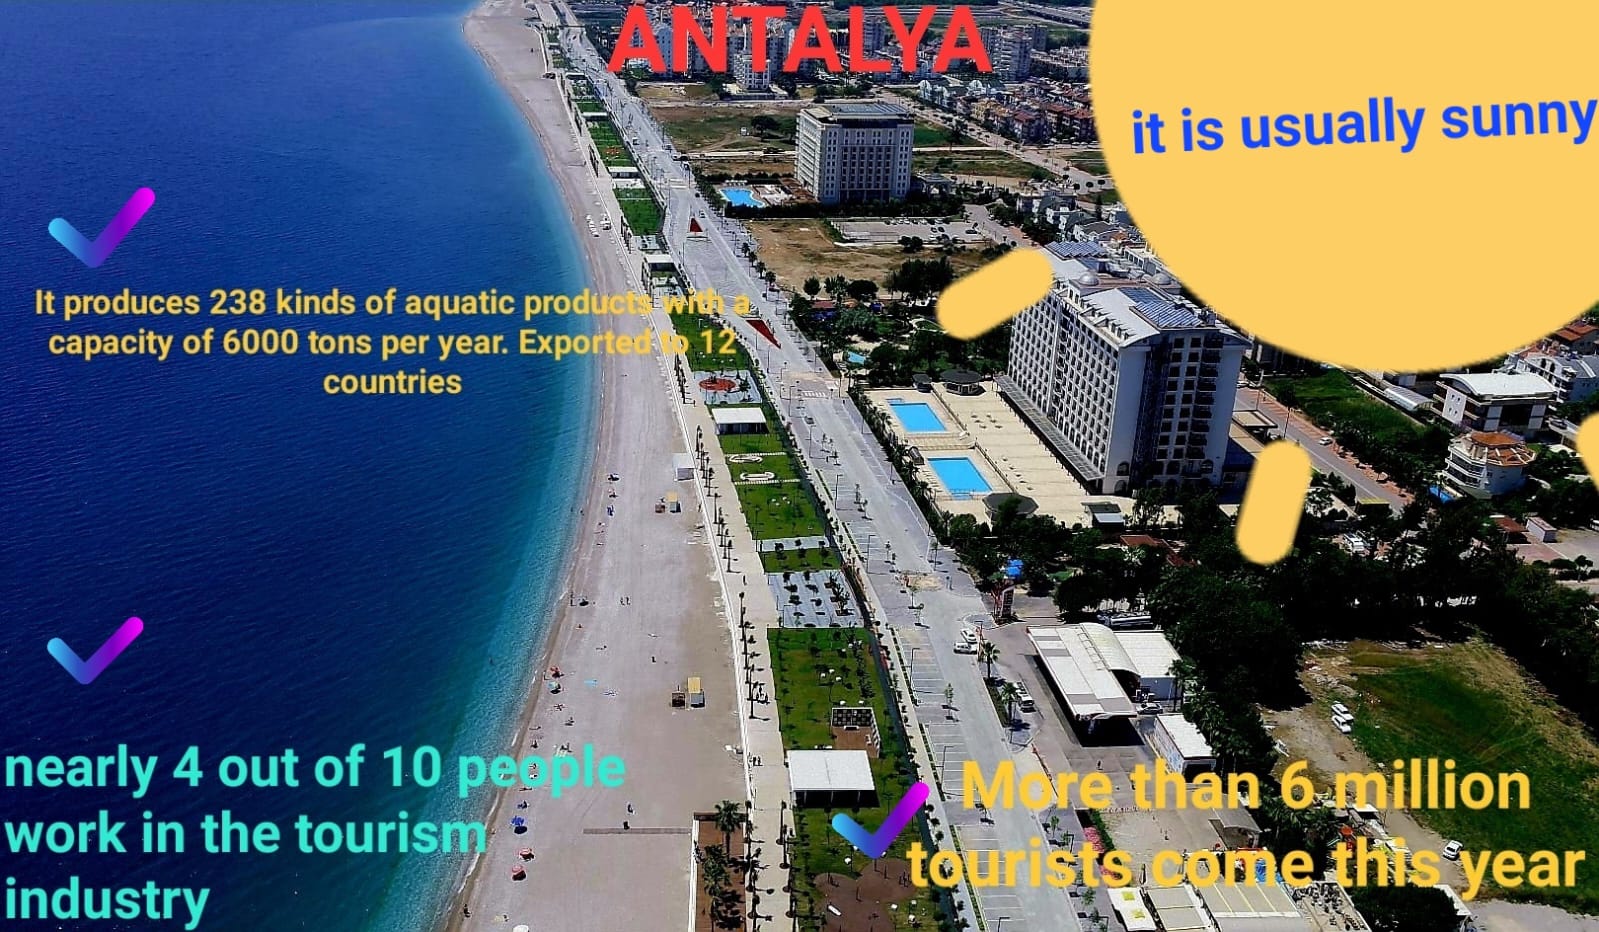 ANTALYA
it is usually sunny
It produces 238 kinds of aquatic products with a
capacity of 6000 tons per year. Exported to 12
countries
nearly 4 out of 10 people
work in the tourism
industry
More than 6 million
tourists come this year